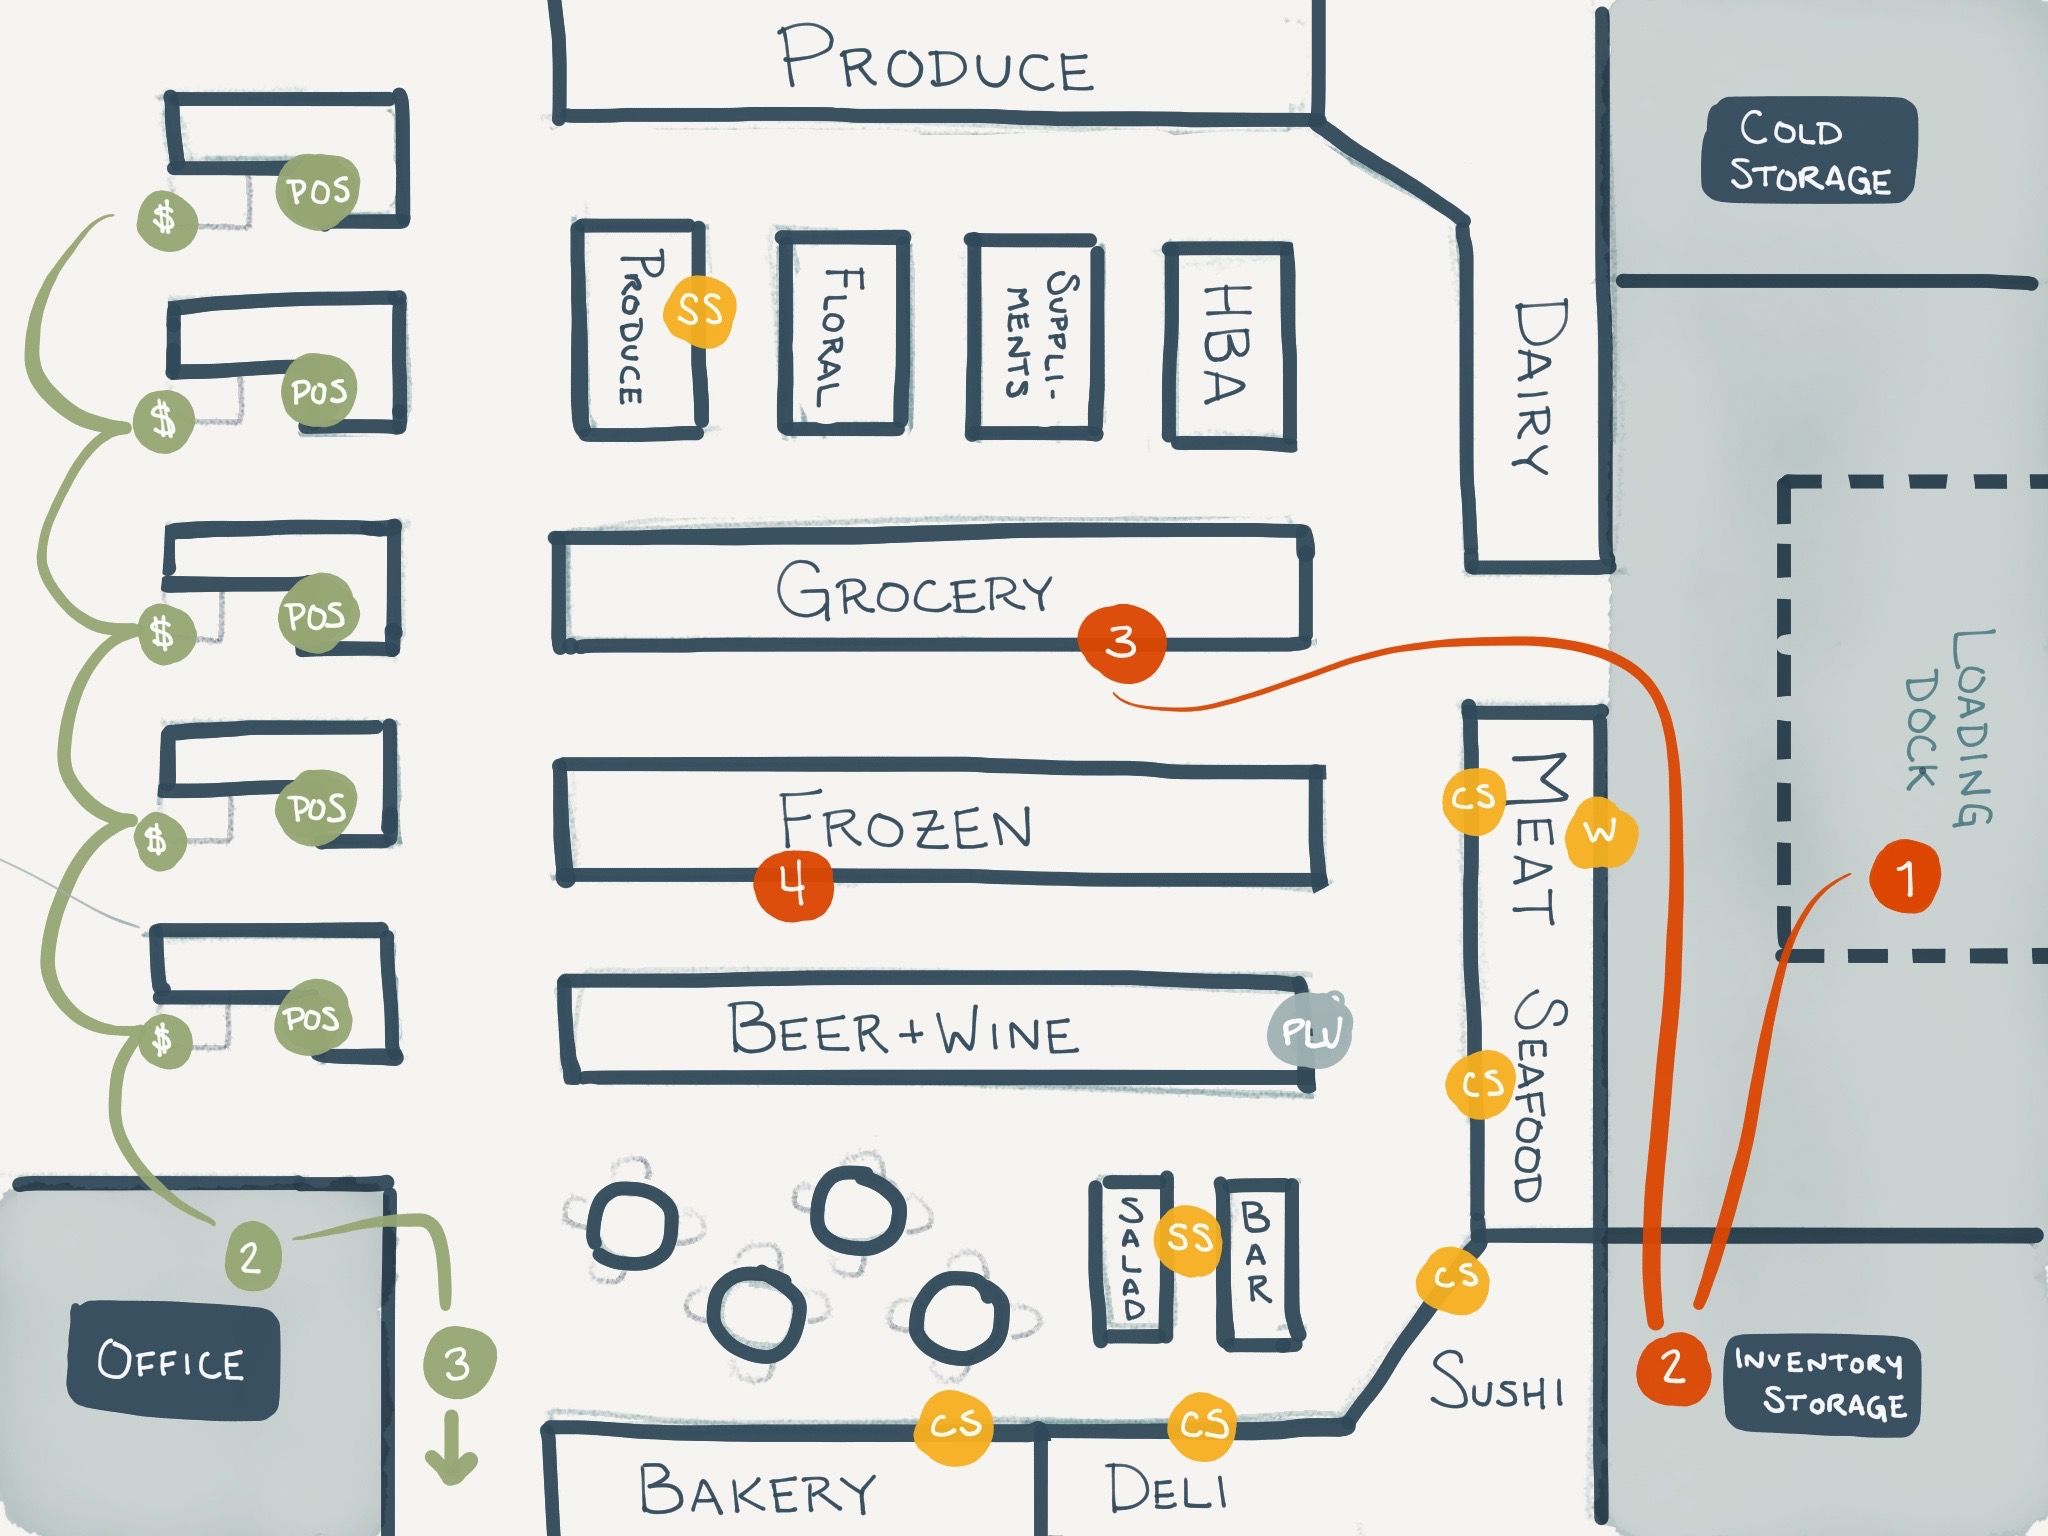 PRODUCE
COLD
STORAGE
POS
$
PRODUCE
SS
FLORAL
SUPPLI-
MENTS
HBA
DAIRY
POS
$
GROCERY
3
POS
$
LOADING
DOCK
FROZEN
4
CS
MEAT
W
1
POS
$
BEER+WINE
PLW
CS
SEAFOOD
POS
$
SALAD
SS
BAR
CS
2
OFFICE
3
SUSHI
2
INVENTORY
STORAGE
CS
CS
BAKERY
DELI